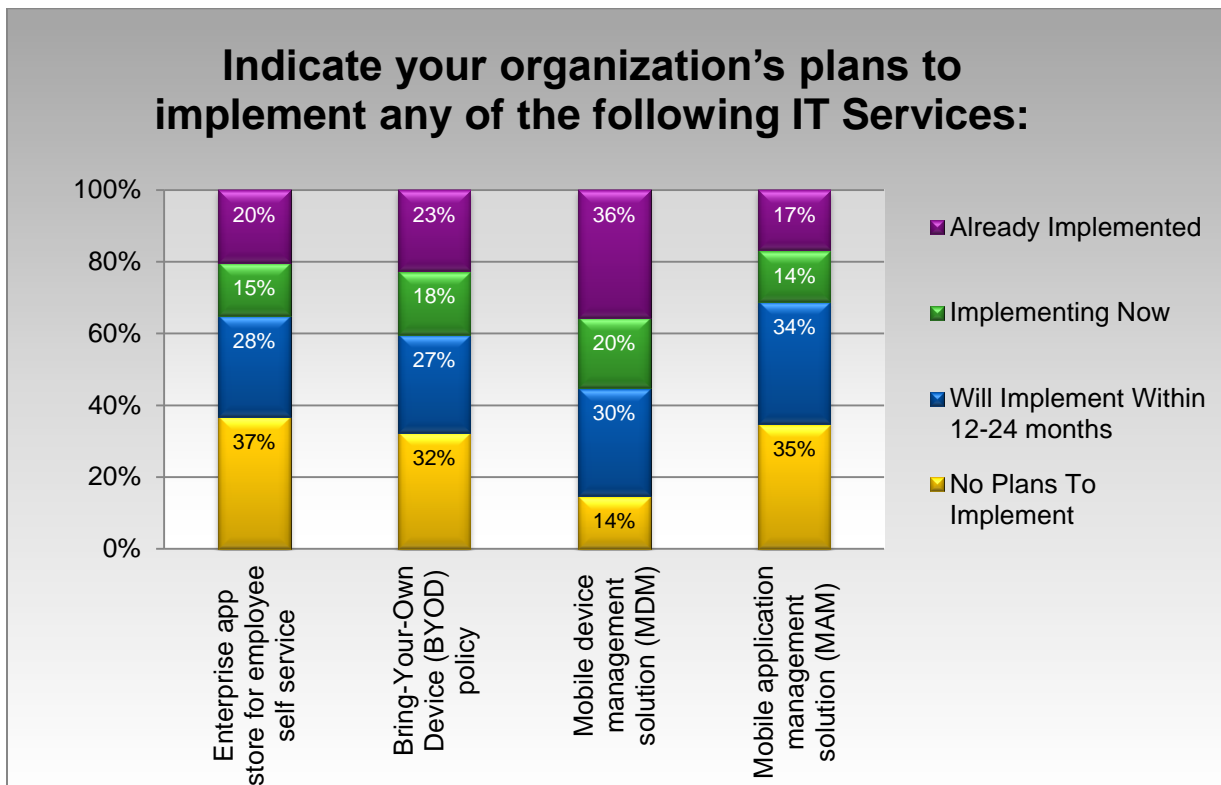 Indicate your organization’s plans to
implement any of the following IT Services:
100%
80%
60%
40%
20%
0%
20%
15%
28%
37%
23%
18%
27%
32%
36%
20%
30%
14%
17%
14%
34%
35%
Already Implemented
Implementing Now
Will Implement Within
12-24 months
No Plans To
Implement
Enterprise app
store for employee
self service
Bring-Your-Own
Device (BYOD)
policy
Mobile device
management
solution (MDM)
Mobile application
management
solution (MAM)